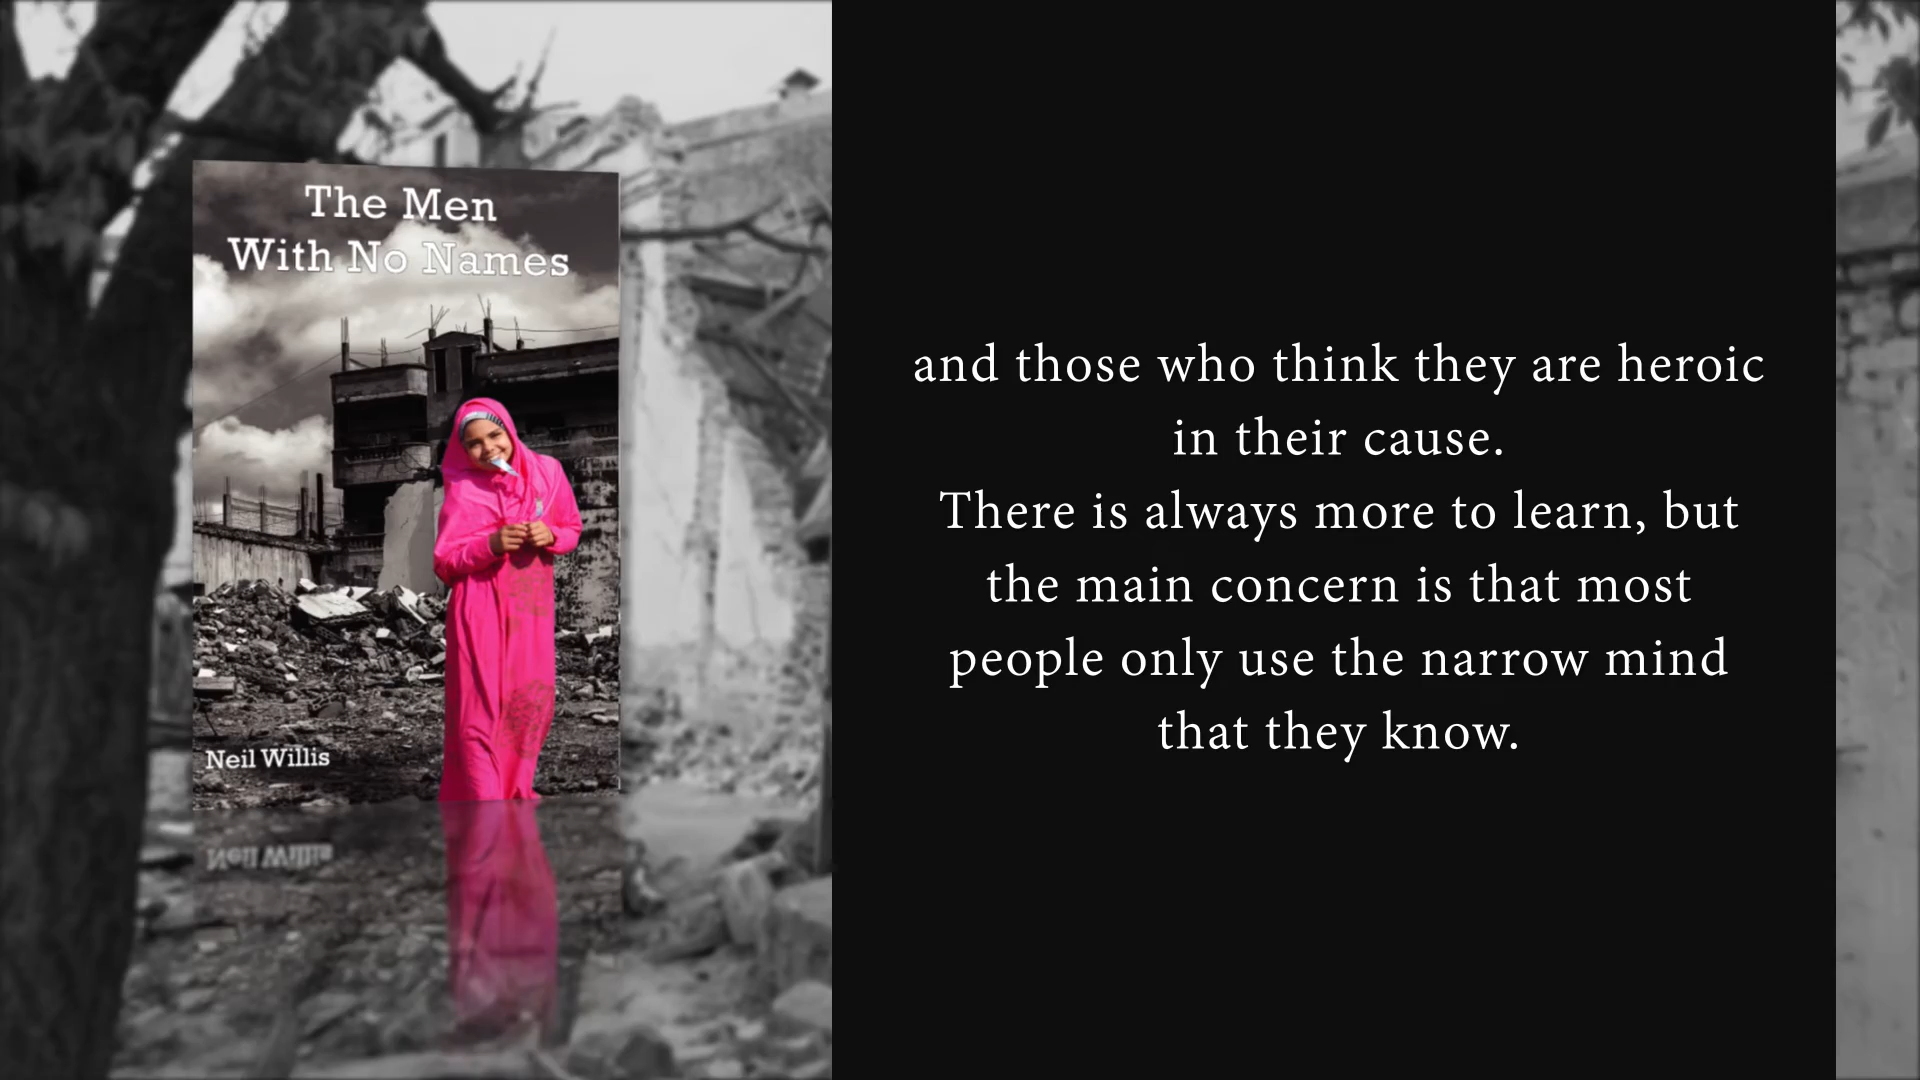 The Men
With No Names
Neil Willis
Neil Willis
and those who think they are heroic
in their cause.
There is always more to learn, but
the main concern is that most
people only use the narrow mind
that they know.